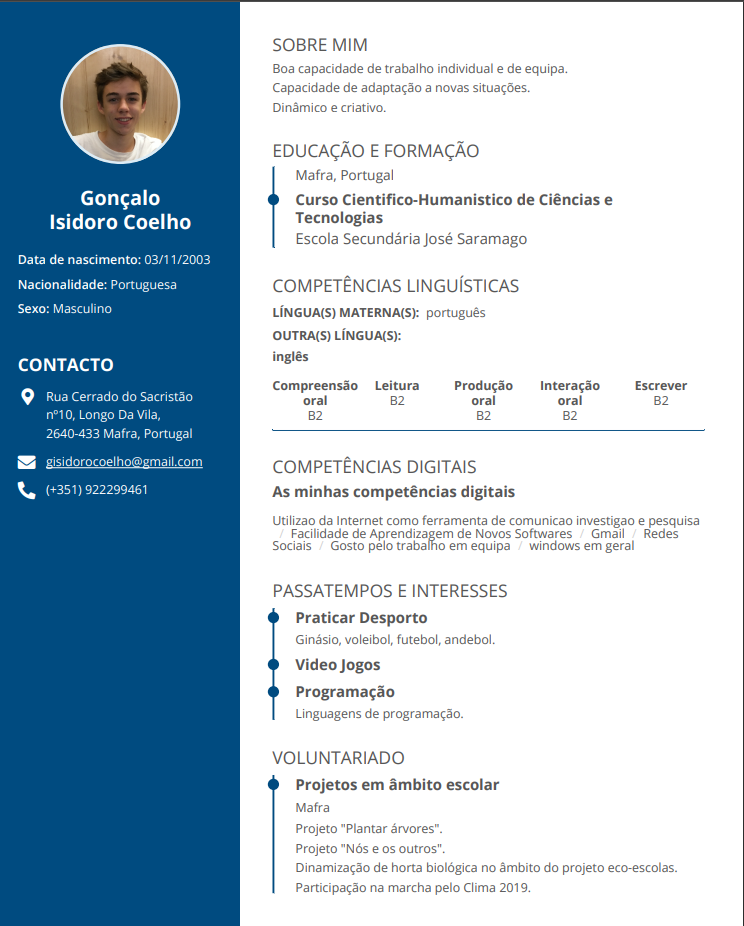 Gonçalo
Isidoro Coelho
Data de nascimento: 03/11/2003
Nacionalidade: Portuguesa
Sexo: Masculino
CONTACTO
Rua Cerrado do Sacristão
nº10, Longo Da Vila,
2640-433 Mafra, Portugal
gisidorocoelho@gmail.com
(+351) 922299461
SOBRE MIM
Boa capacidade de trabalho individual e de equipa.
Capacidade de adaptação a novas situações.
Dinâmico e criativo.
EDUCAÇÃO E FORMAÇÃO
Mafra, Portugal
Curso Cientifico-Humanistico de Ciências e
Tecnologias
Escola Secundária José Saramago
COMPETÊNCIAS LINGUÍSTICAS
LÍNGUA(S) MATERNA(S): português
OUTRA(S) LÍNGUA(S):
inglês
Compreensão oral B2
Leitura B2
Produção oral B2
Interação oral B2
Escrever B2
COMPETÊNCIAS DIGITAIS
As minhas competências digitais
Utilizao da Internet como ferramenta de comunicao investigao e pesquisa
/ Facilidade de Aprendizagem de Novos Softwares / Gmail / Redes
Sociais / Gosto pelo trabalho em equipa / windows em geral
PASSATEMPOS E INTERESSES
Praticar Desporto
Ginásio, voleibol, futebol, andebol.
Video Jogos
Programação
Linguagens de programação.
VOLUNTARIADO
Projetos em âmbito escolar
Mafra
Projeto "Plantar árvores".
Projeto "Nós e os outros".
Dinamização de horta biológica no âmbito do projeto eco-escolas.
Participação na marcha pelo Clima 2019.